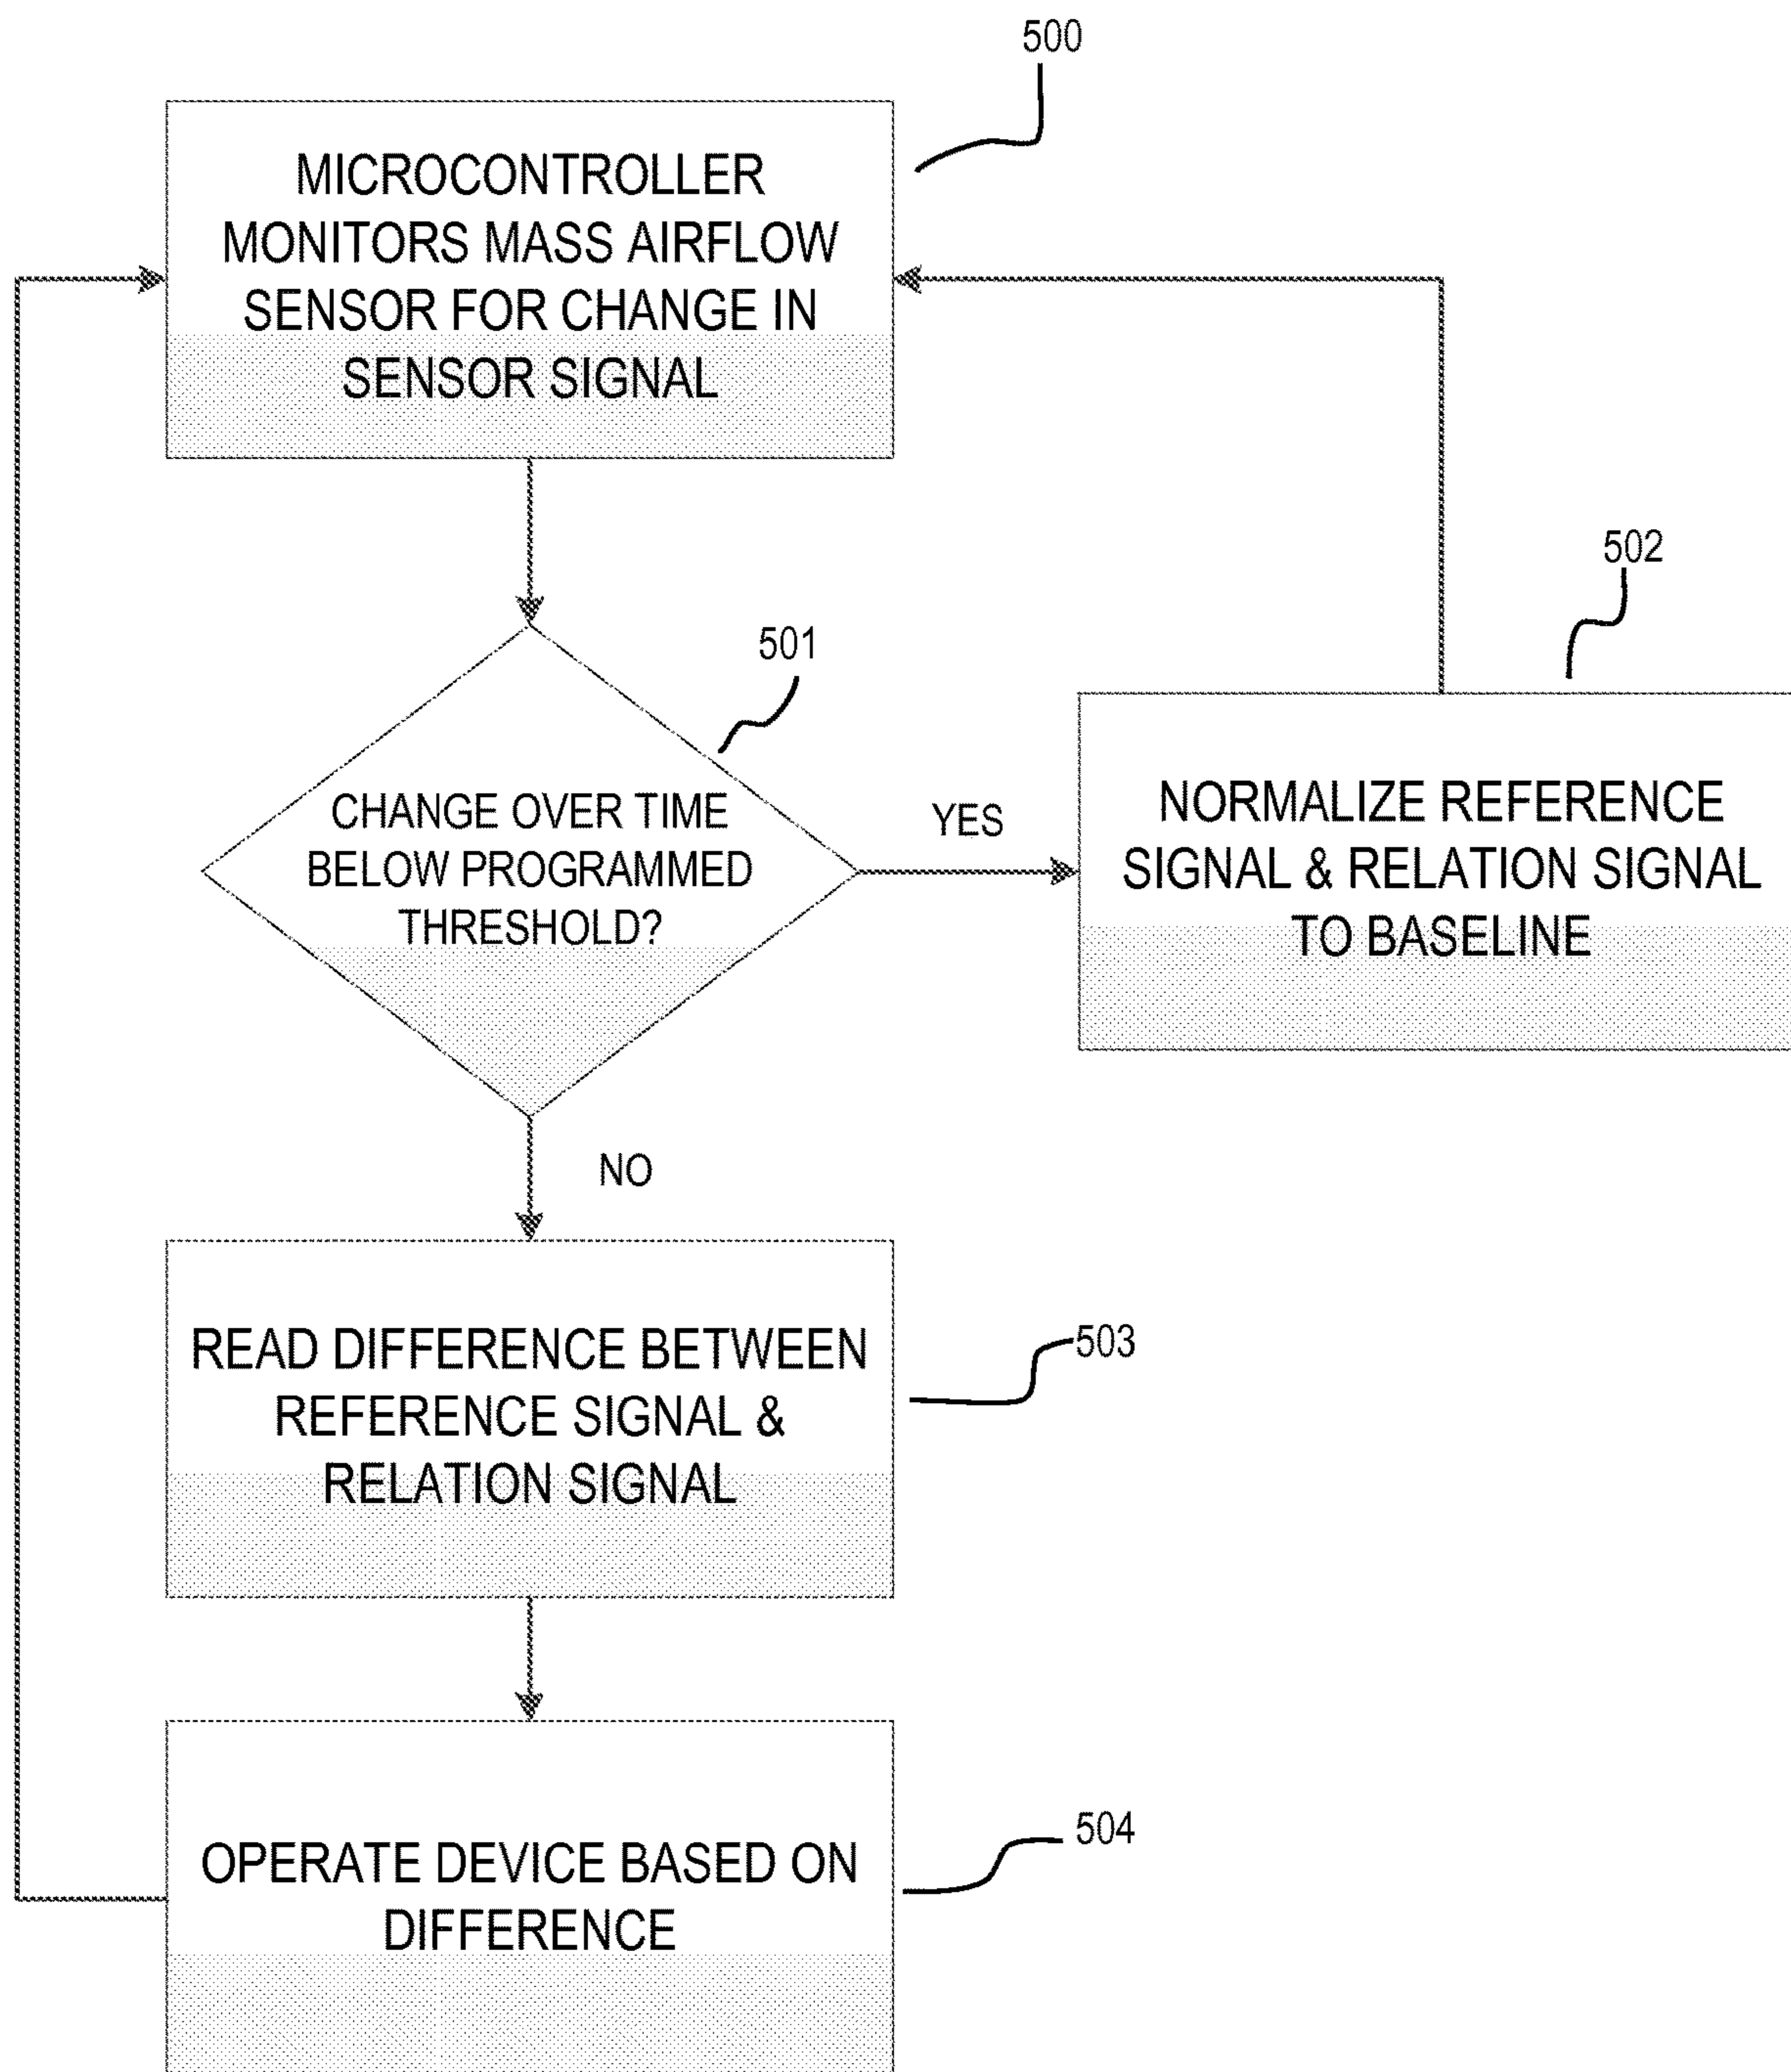 500
MICROCONTROLLER
MONITORS MASS AIRFLOW
SENSOR FOR CHANGE IN
SENSOR SIGNAL
502
501
CHANGE OVER TIME
BELOW PROGRAMMED
THRESHOLD?
YES
NORMALIZE REFERENCE
SIGNAL & RELATION SIGNAL
TO BASELINE
NO
READ DIFFERENCE BETWEEN
REFERENCE SIGNAL &
RELATION SIGNAL
503
OPERATE DEVICE BASED ON
DIFFERENCE
504